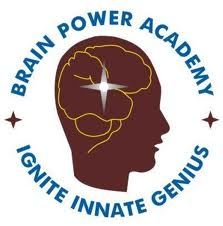 BRAIN POWER ACADEMY
IGNITE INNATE GENIUS